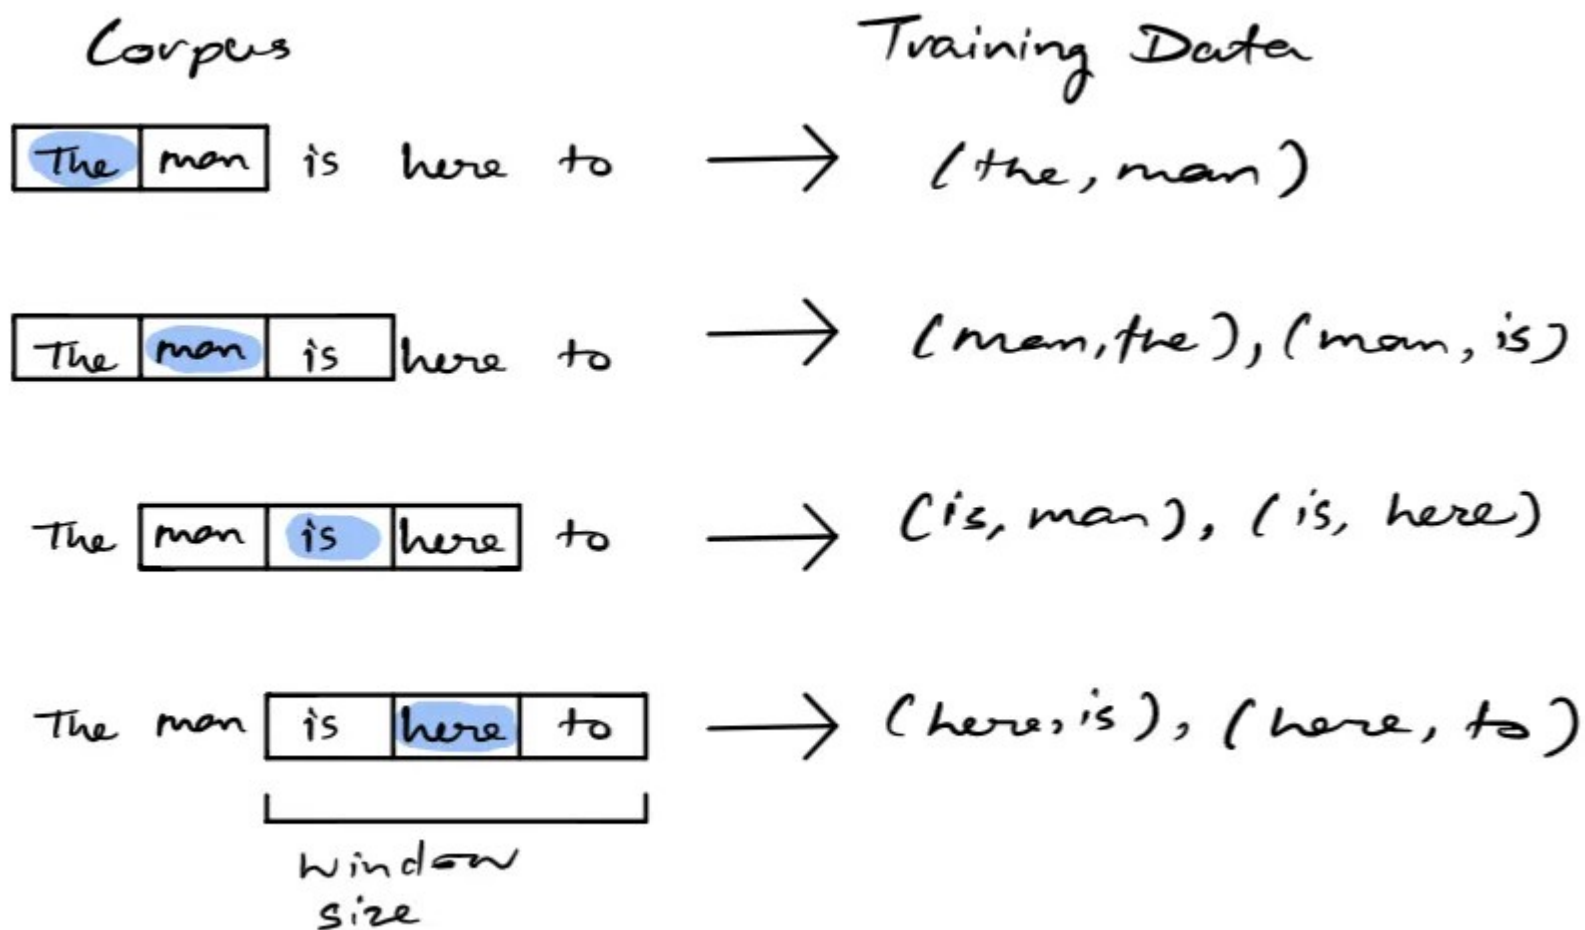 Corpus Training Data
The man is here to → (the, man)
The man is here to → (man, the), (man, is)
The man is here to → (is, man), (is, here)
The man is here to → (here, is), (here, to)
window
size